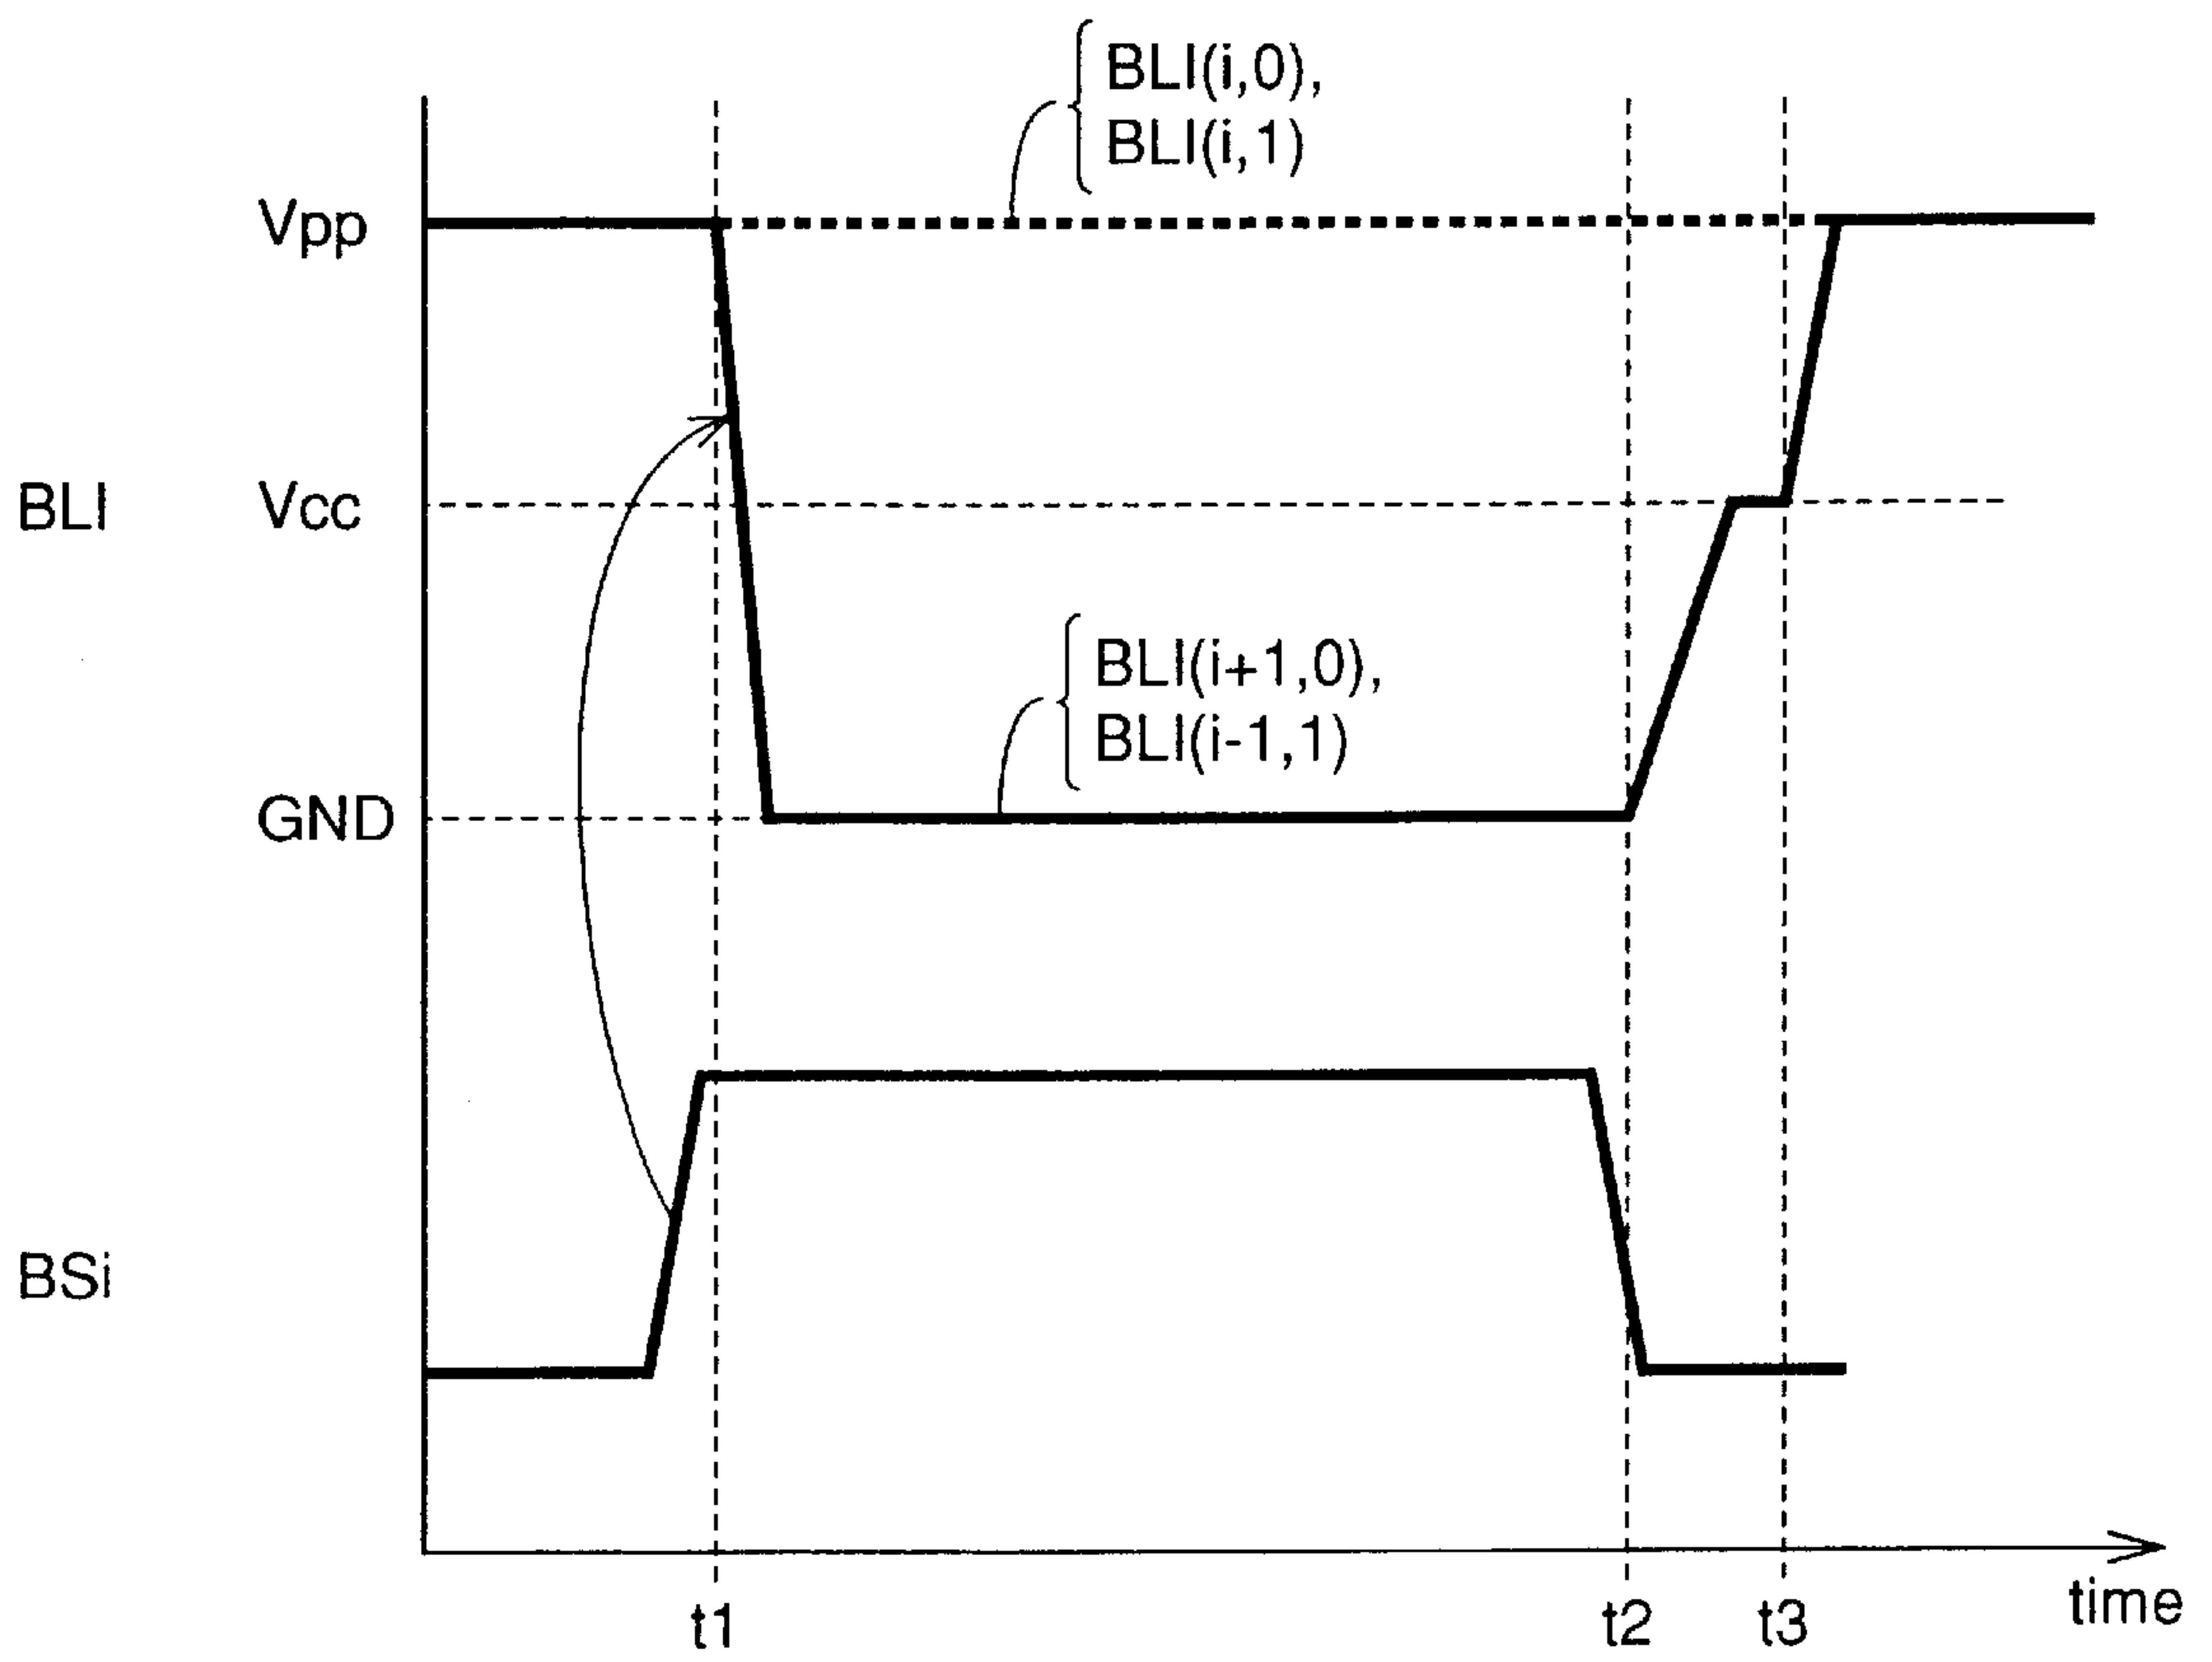 BLI(i,0),
BLI(i,1)
Vpp
BLI
Vcc
BLI(i+1,0),
BLI(i-1,1)
GND
BSi
t1
t2
t3
time